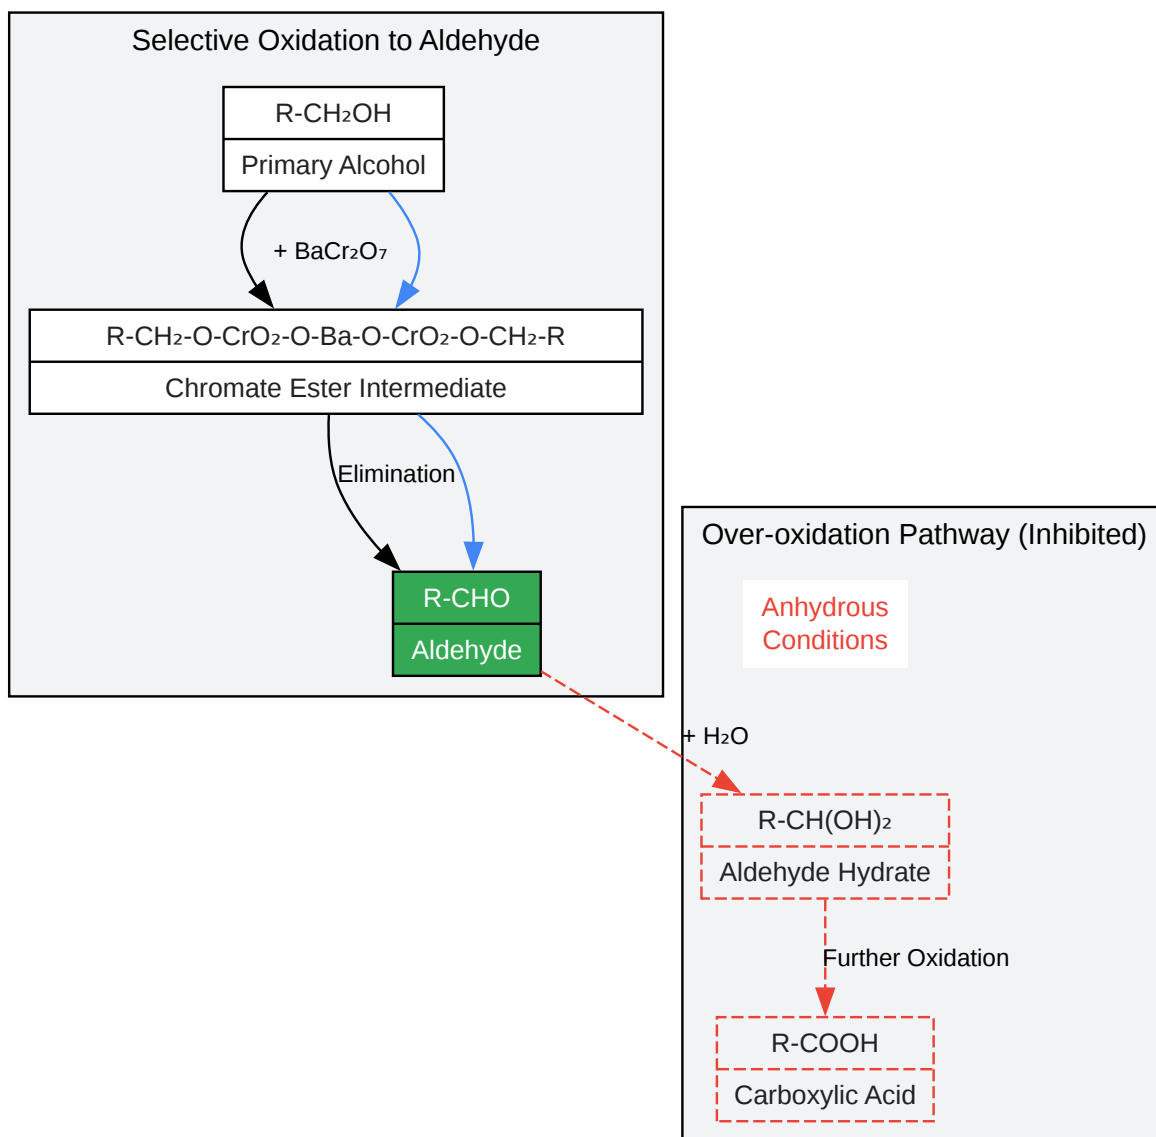 Selective Oxidation to Aldehyde
R-CH₂OH
Primary Alcohol
+ BaCr₂O₇
R-CH₂-O-CrO₂-O-Ba-O-CrO₂-O-CH₂-R
Chromate Ester Intermediate
Elimination
R-CHO
Aldehyde
Over-oxidation Pathway (Inhibited)
Anhydrous
Conditions
+ H₂O
R-CH(OH)₂
Aldehyde Hydrate
Further Oxidation
R-COOH
Carboxylic Acid